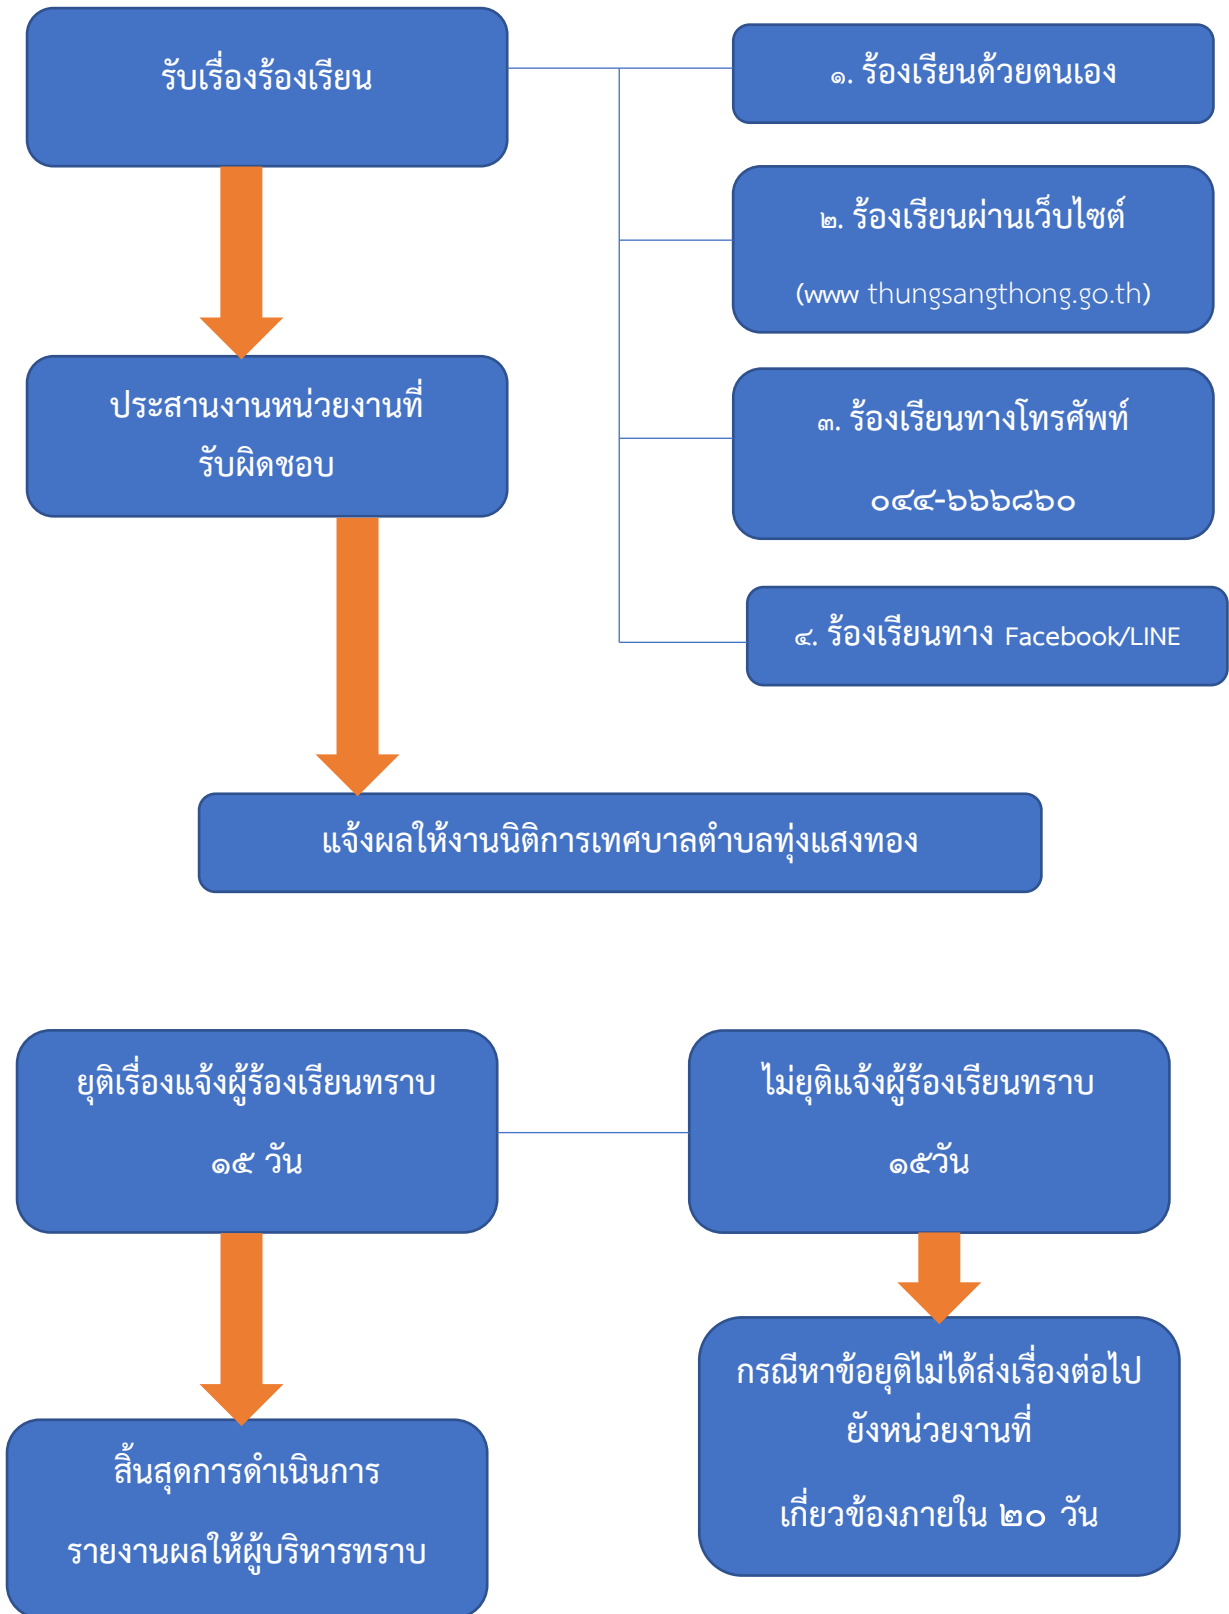 รับเรื่องร้องเรียน
๑. ร้องเรียนด้วยตนเอง
๒. ร้องเรียนผ่านเว็บไซต์
(www thungsangthong.go.th)
ประสานงานหน่วยงานที่
รับผิดชอบ
๓. ร้องเรียนทางโทรศัพท์
๐๔๔-๖๖๖๘๖๐
๔. ร้องเรียนทาง Facebook/LINE
แจ้งผลให้งานนิติการเทศบาลตำบลทุ่งแสงทอง
ยุติเรื่องแจ้งผู้ร้องเรียนทราบ
๑๕ วัน
ไม่ยุติแจ้งผู้ร้องเรียนทราบ
๑๕วัน
กรณีหาข้อยุติไม่ได้ส่งเรื่องต่อไป
ยังหน่วยงานที่
เกี่ยวข้องภายใน ๒๐ วัน
สิ้นสุดการดำเนินการ
รายงานผลให้ผู้บริหารทราบ